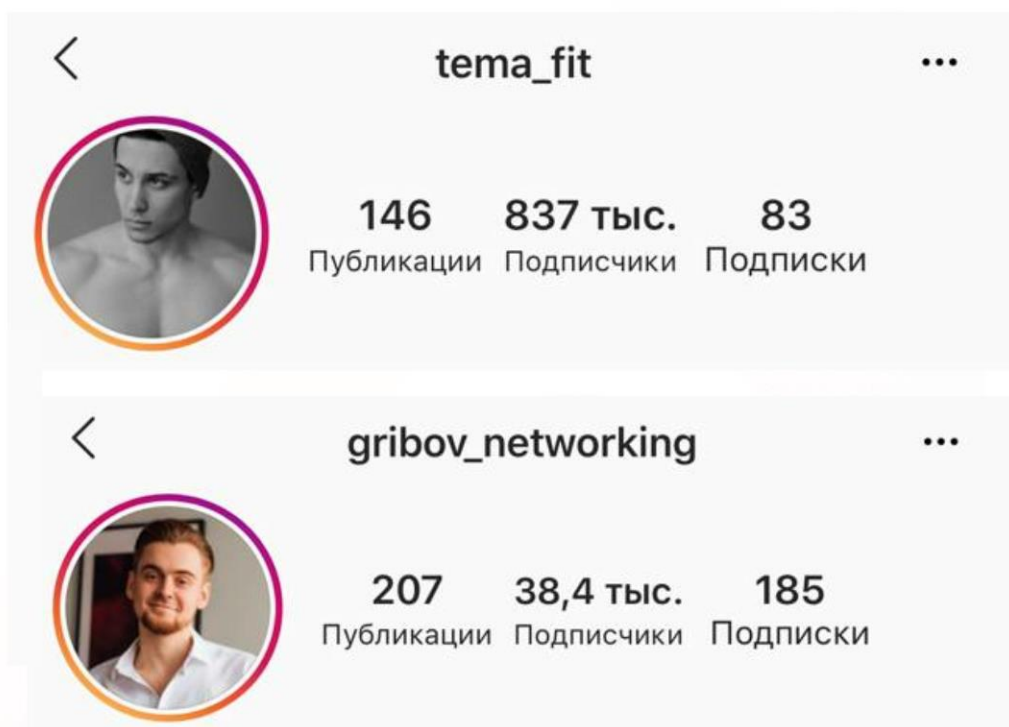 tema_fit
146 837 тыс. 83
Публикации Подписчики Подписки
gribov_networking
207 38,4 тыс. 185
Публикации Подписчики Подписки